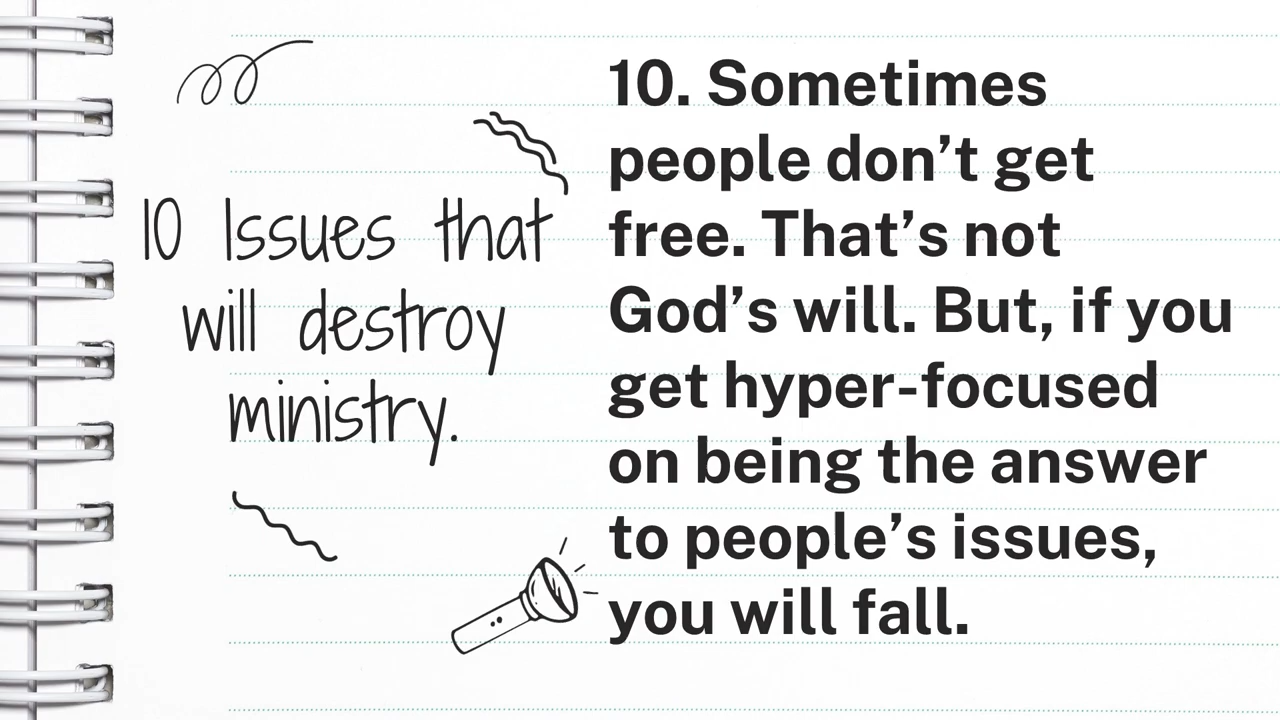 10 Issues that
will destroy
ministry.
10. Sometimes
people don’t get
free. That’s not
God’s will. But, if you
get hyper-focused
on being the answer
to people’s issues,
you will fall.